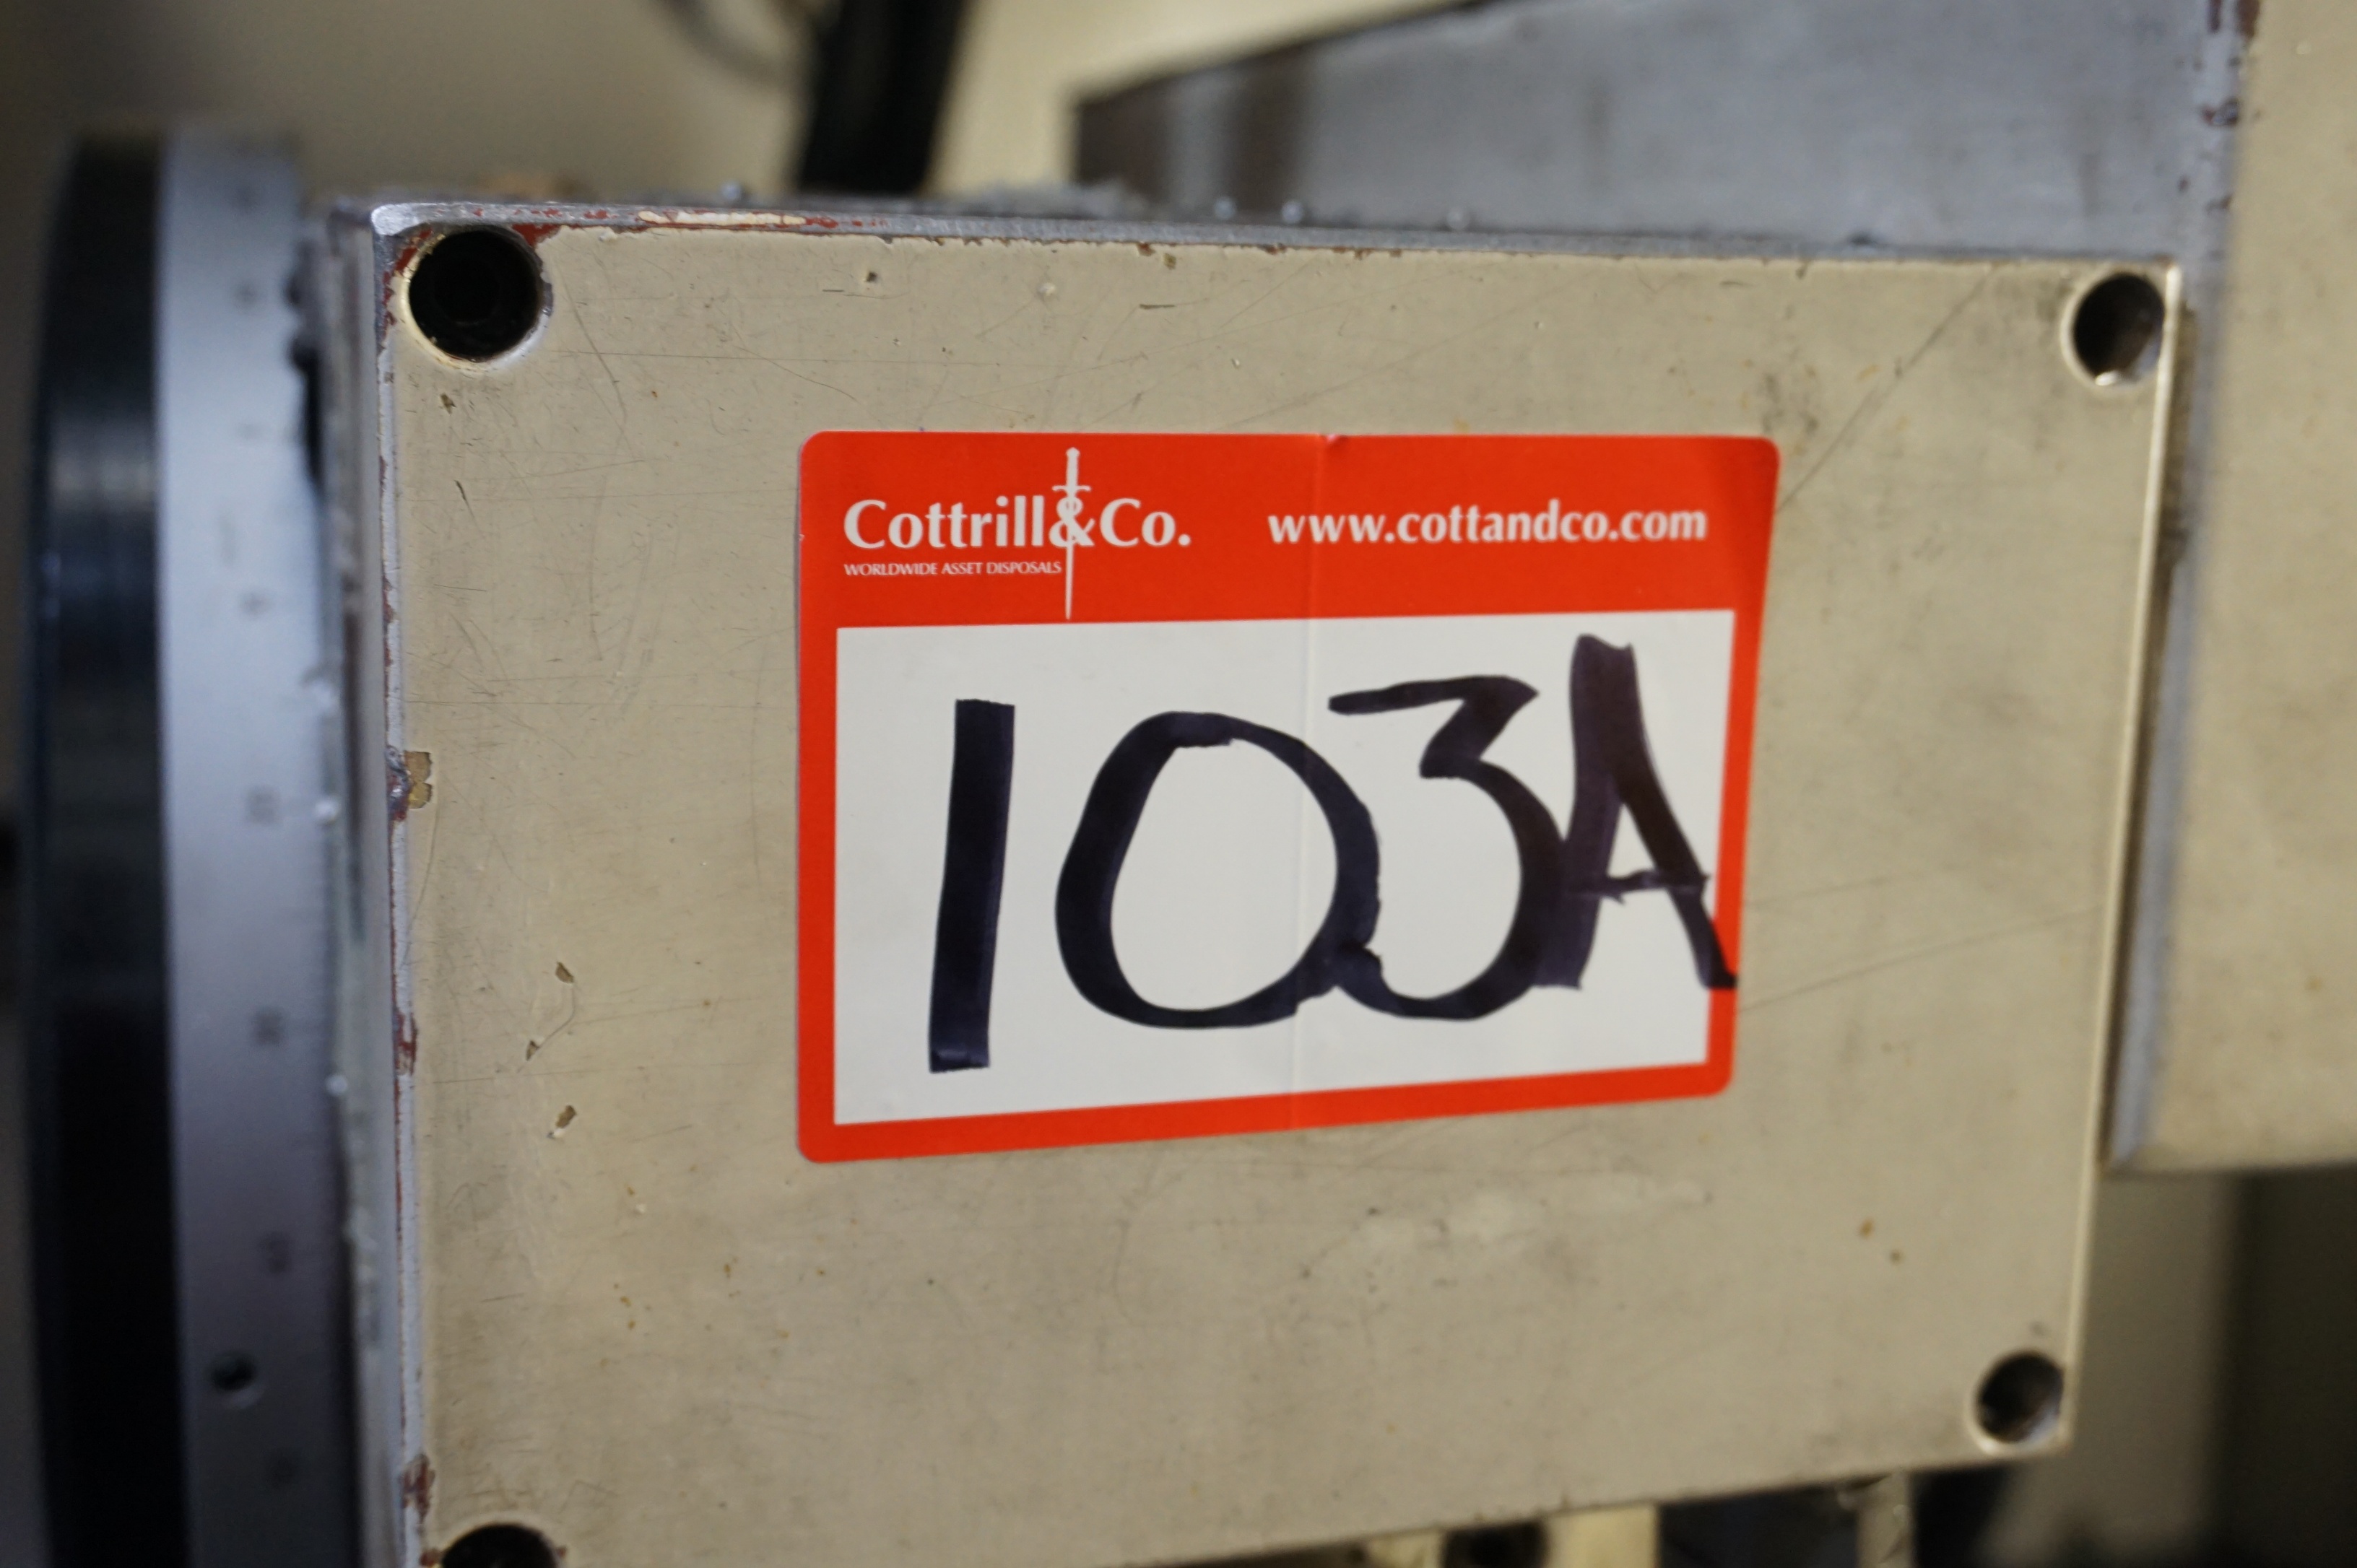 Cottrill&Co. www.cottandco.com
WORLDWIDE ASSET DISPOSALS
103A